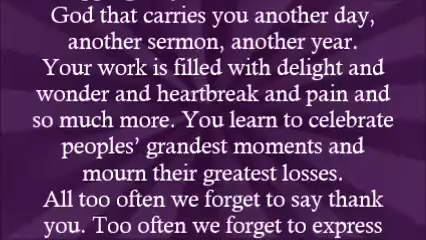 God that carries you another day,
another sermon, another year.
Your work is filled with delight and
wonder and heartbreak and pain and
so much more. You learn to celebrate
peoples’ grandest moments and
mourn their greatest losses.
All too often we forget to say thank
you. Too often we forget to express